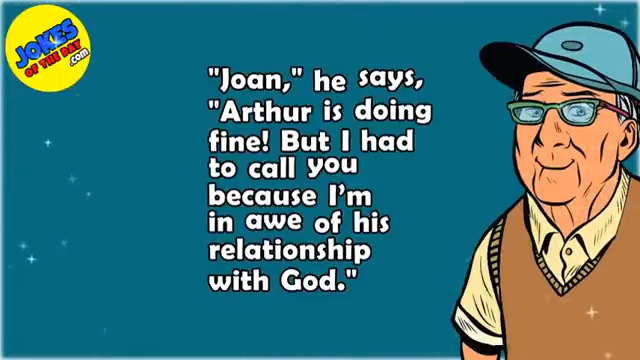 JOKES
OF THE DAY
.com
"Joan," he says,
"Arthur is doing
fine! But I had
to call you
because I'm
in awe of his
relationship
with God."